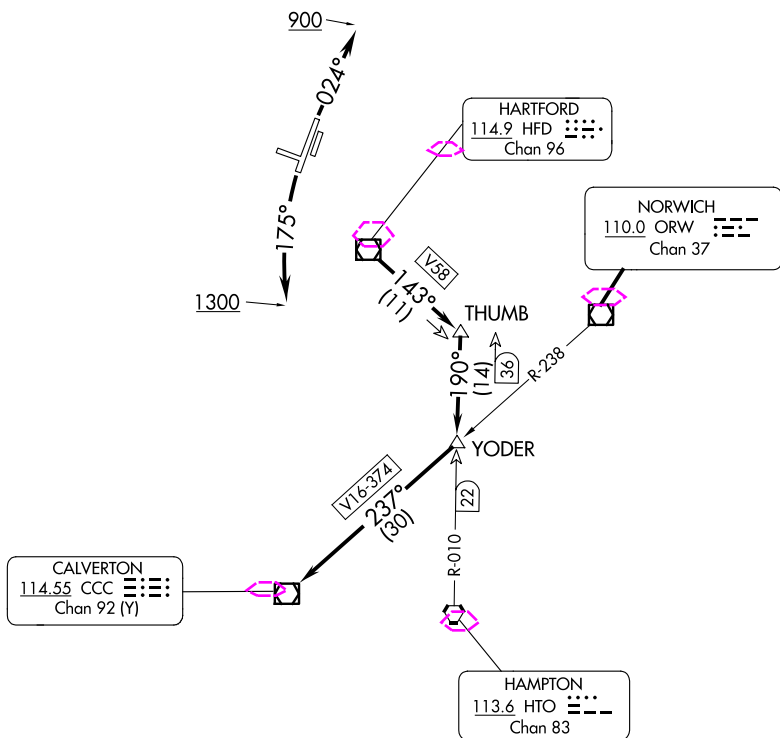 900
024°
HARTFORD
114.9 HFD
Chan 96
175°
NORWICH
110.0 ORW
Chan 37
V58
143°
(11)
1300
THUMB
190°
(14)
36
R-238
YODER
V16-374
237°
(30)
22
R-010
CALVERTON
114.55 CCC
Chan 92 (Y)
HAMPTON
113.6 HTO
Chan 83